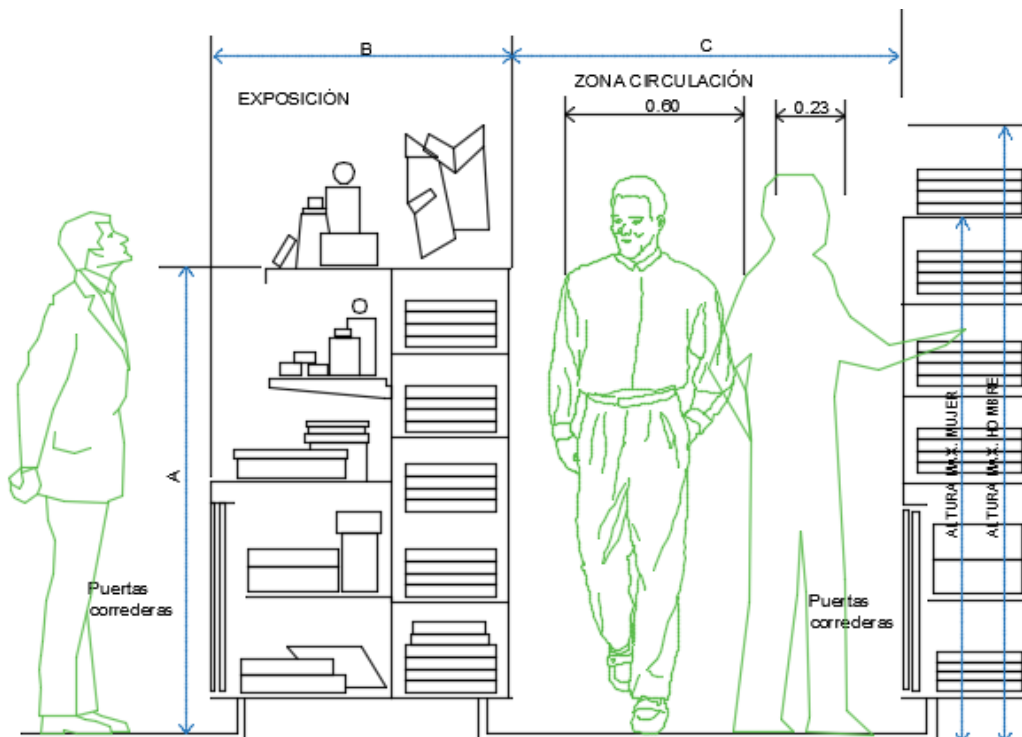 B
C
EXPOSICIÓN
ZONA CIRCULACIÓN
0.60
0.23
A
ALTURA MAX. MUJER
ALTURA MAX. HOMBRE
Puertas
correderas
Puertas
correderas